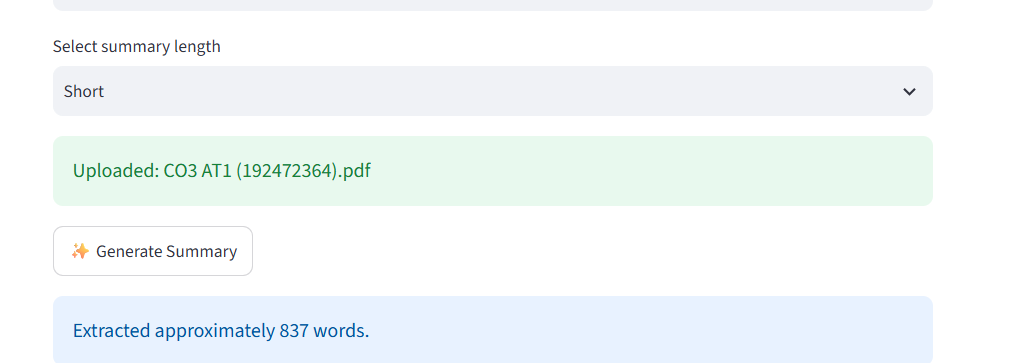 Select summary length
Short
Uploaded: CO3 AT1 (192472364).pdf
✨ Generate Summary
Extracted approximately 837 words.